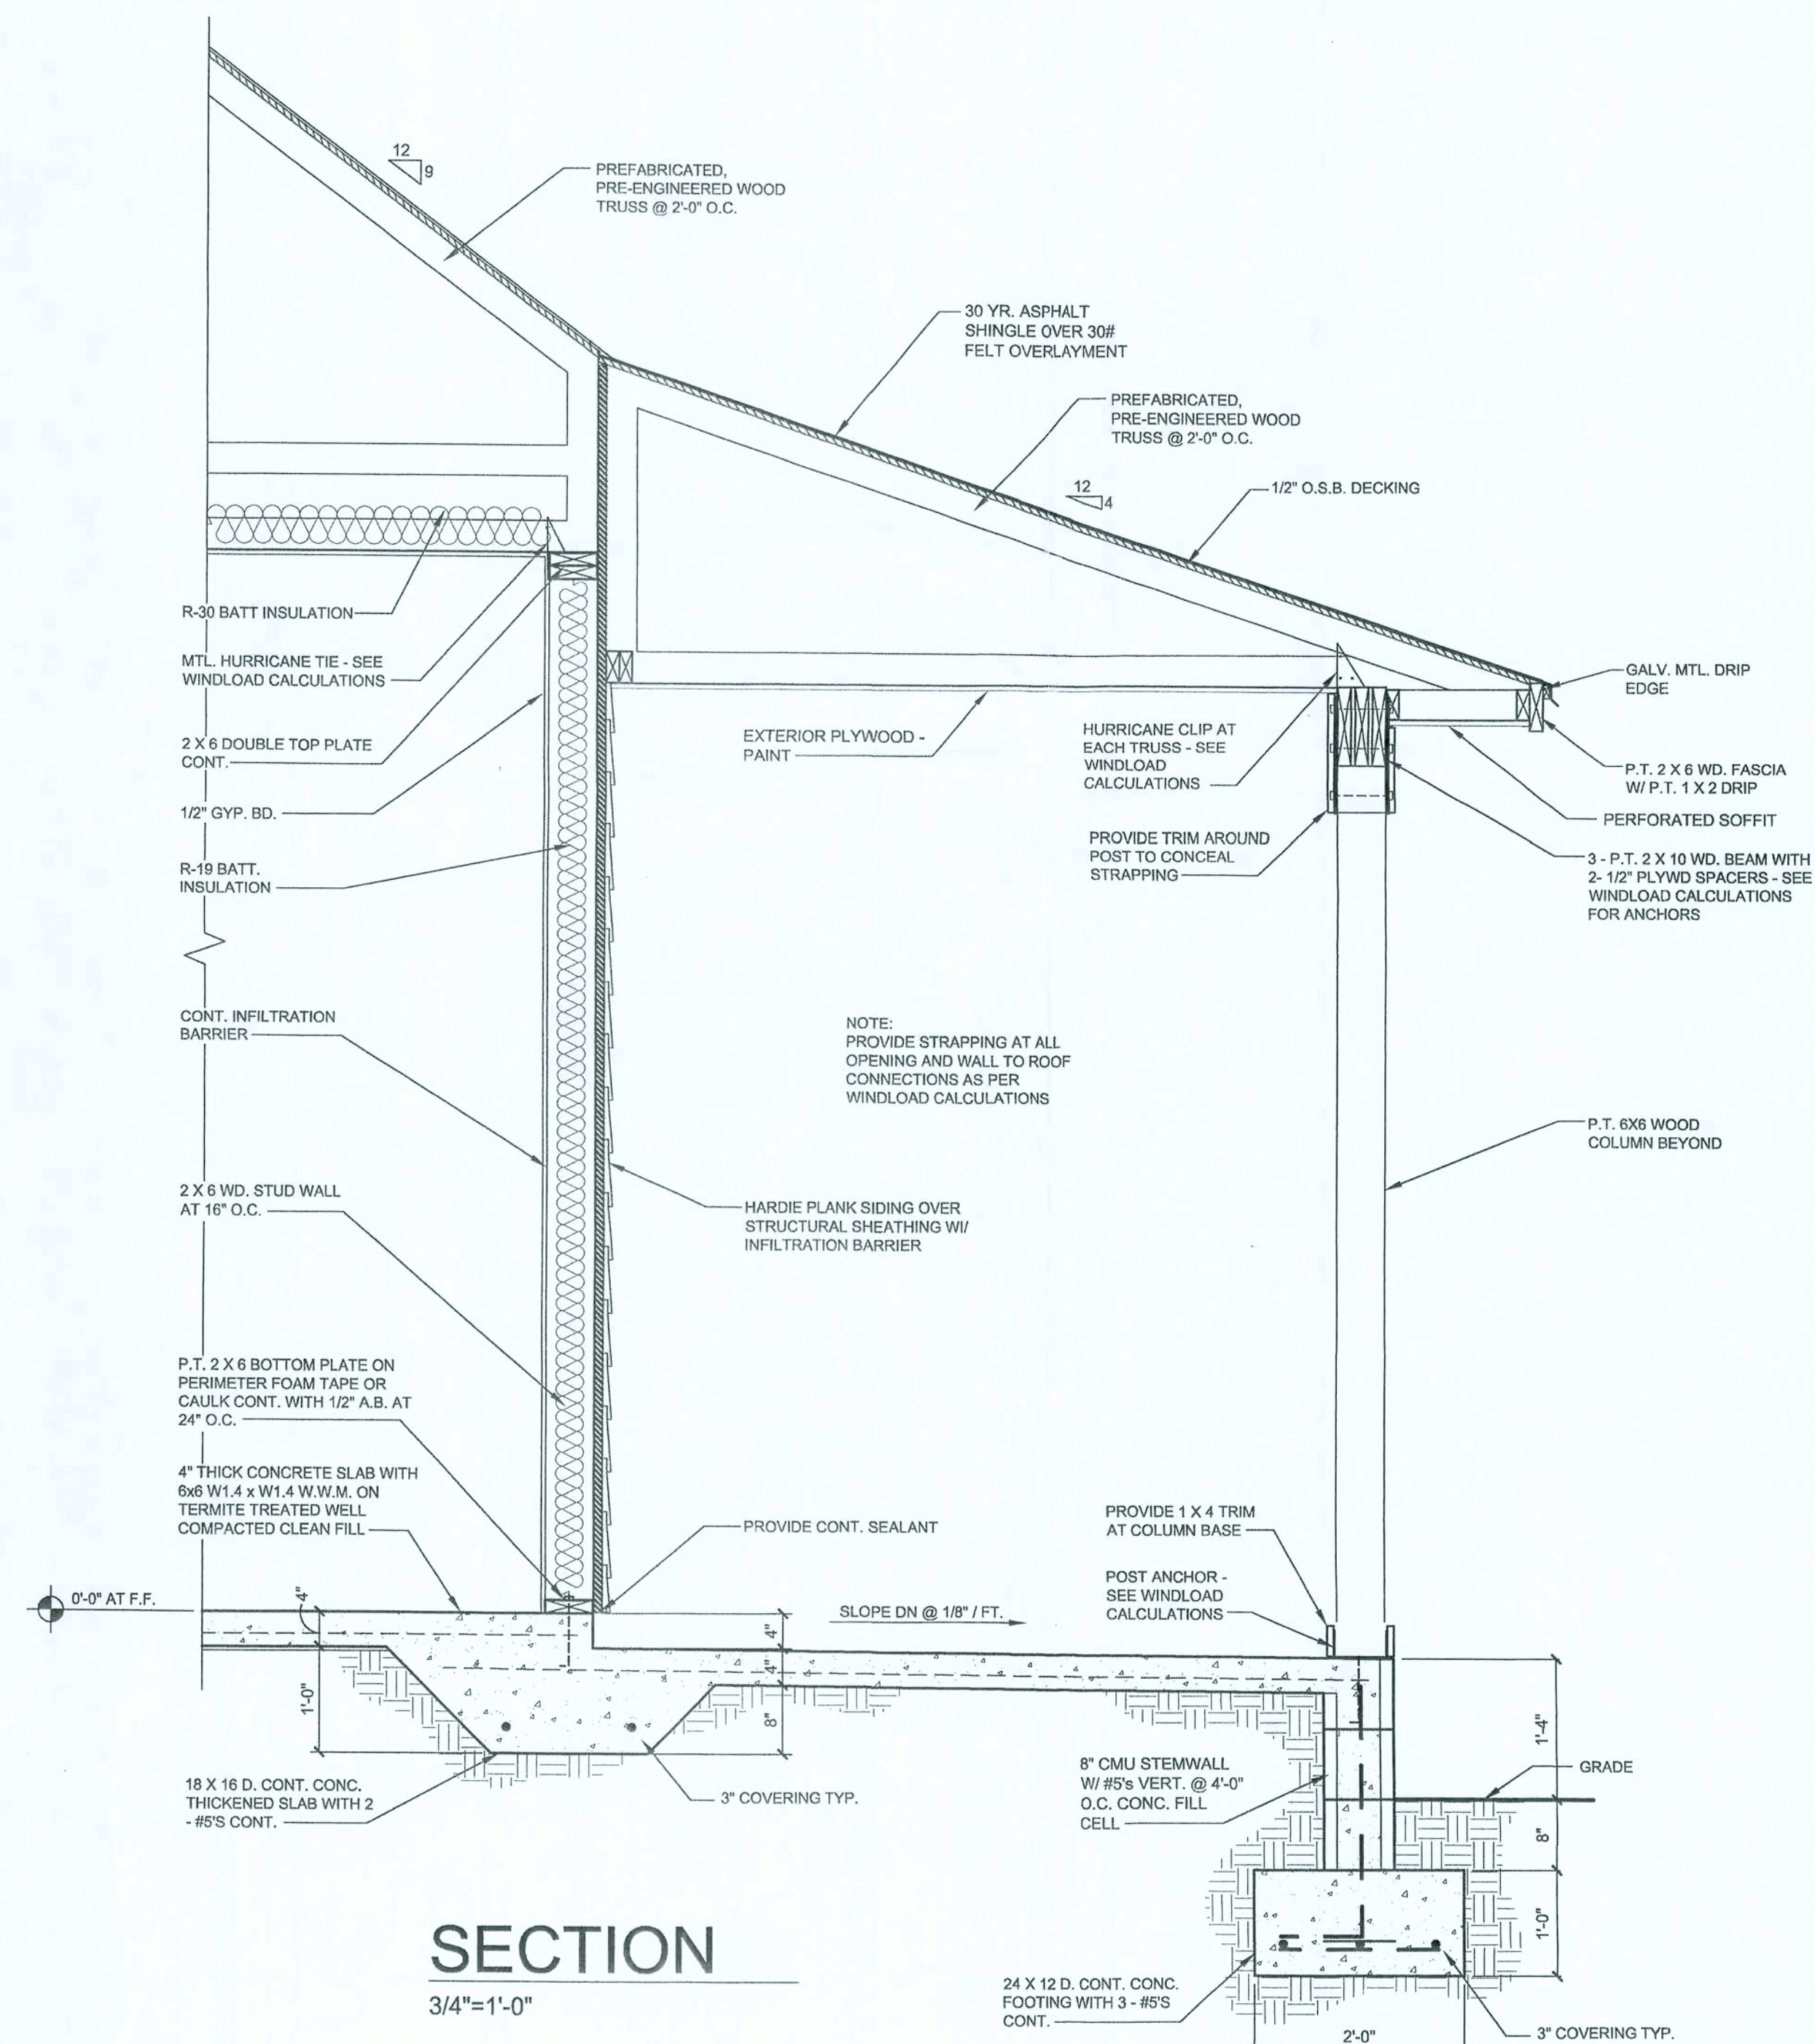 12
9
PREFABRICATED,
PRE-ENGINEERED WOOD
TRUSS @ 2'-0" O.C.
30 YR. ASPHALT
SHINGLE OVER 30#
FELT OVERLAYMENT
PREFABRICATED,
PRE-ENGINEERED WOOD
TRUSS @ 2'-0" O.C.
12
4
1/2" O.S.B. DECKING
R-30 BATT INSULATION
MTL. HURRICANE TIE - SEE
WINDLOAD CALCULATIONS
2 X 6 DOUBLE TOP PLATE
CONT.
1/2" GYP. BD.
R-19 BATT.
INSULATION
EXTERIOR PLYWOOD -
PAINT
HURRICANE CLIP AT
EACH TRUSS - SEE
WINDLOAD
CALCULATIONS
PROVIDE TRIM AROUND
POST TO CONCEAL
STRAPPING
GALV. MTL. DRIP
EDGE
P.T. 2 X 6 WD. FASCIA
W/ P.T. 1 X 2 DRIP
PERFORATED SOFFIT
3 - P.T. 2 X 10 WD. BEAM WITH
2- 1/2" PLYWD SPACERS - SEE
WINDLOAD CALCULATIONS
FOR ANCHORS
CONT. INFILTRATION
BARRIER
NOTE:
PROVIDE STRAPPING AT ALL
OPENING AND WALL TO ROOF
CONNECTIONS AS PER
WINDLOAD CALCULATIONS
P.T. 6X6 WOOD
COLUMN BEYOND
2 X 6 WD. STUD WALL
AT 16" O.C.
HARDIE PLANK SIDING OVER
STRUCTURAL SHEATHING WI/
INFILTRATION BARRIER
P.T. 2 X 6 BOTTOM PLATE ON
PERIMETER FOAM TAPE OR
CAULK CONT. WITH 1/2" A.B. AT
24" O.C.
4" THICK CONCRETE SLAB WITH
6x6 W1.4 x W1.4 W.W.M. ON
TERMITE TREATED WELL
COMPACTED CLEAN FILL
PROVIDE CONT. SEALANT
PROVIDE 1 X 4 TRIM
AT COLUMN BASE
POST ANCHOR -
SEE WINDLOAD
CALCULATIONS
0'-0" AT F.F.
4"
1'-0"
SLOPE DN @ 1/8" / FT.
4"
4"
8"
18 X 16 D. CONT. CONC.
THICKENED SLAB WITH 2
- #5'S CONT.
3" COVERING TYP.
8" CMU STEMWALL
W/ #5's VERT. @ 4'-0"
O.C. CONC. FILL
CELL
1'-4"
GRADE
8"
1'-0"
24 X 12 D. CONT. CONC.
FOOTING WITH 3 - #5'S
CONT.
2'-0"
3" COVERING TYP.
SECTION
3/4"=1'-0"